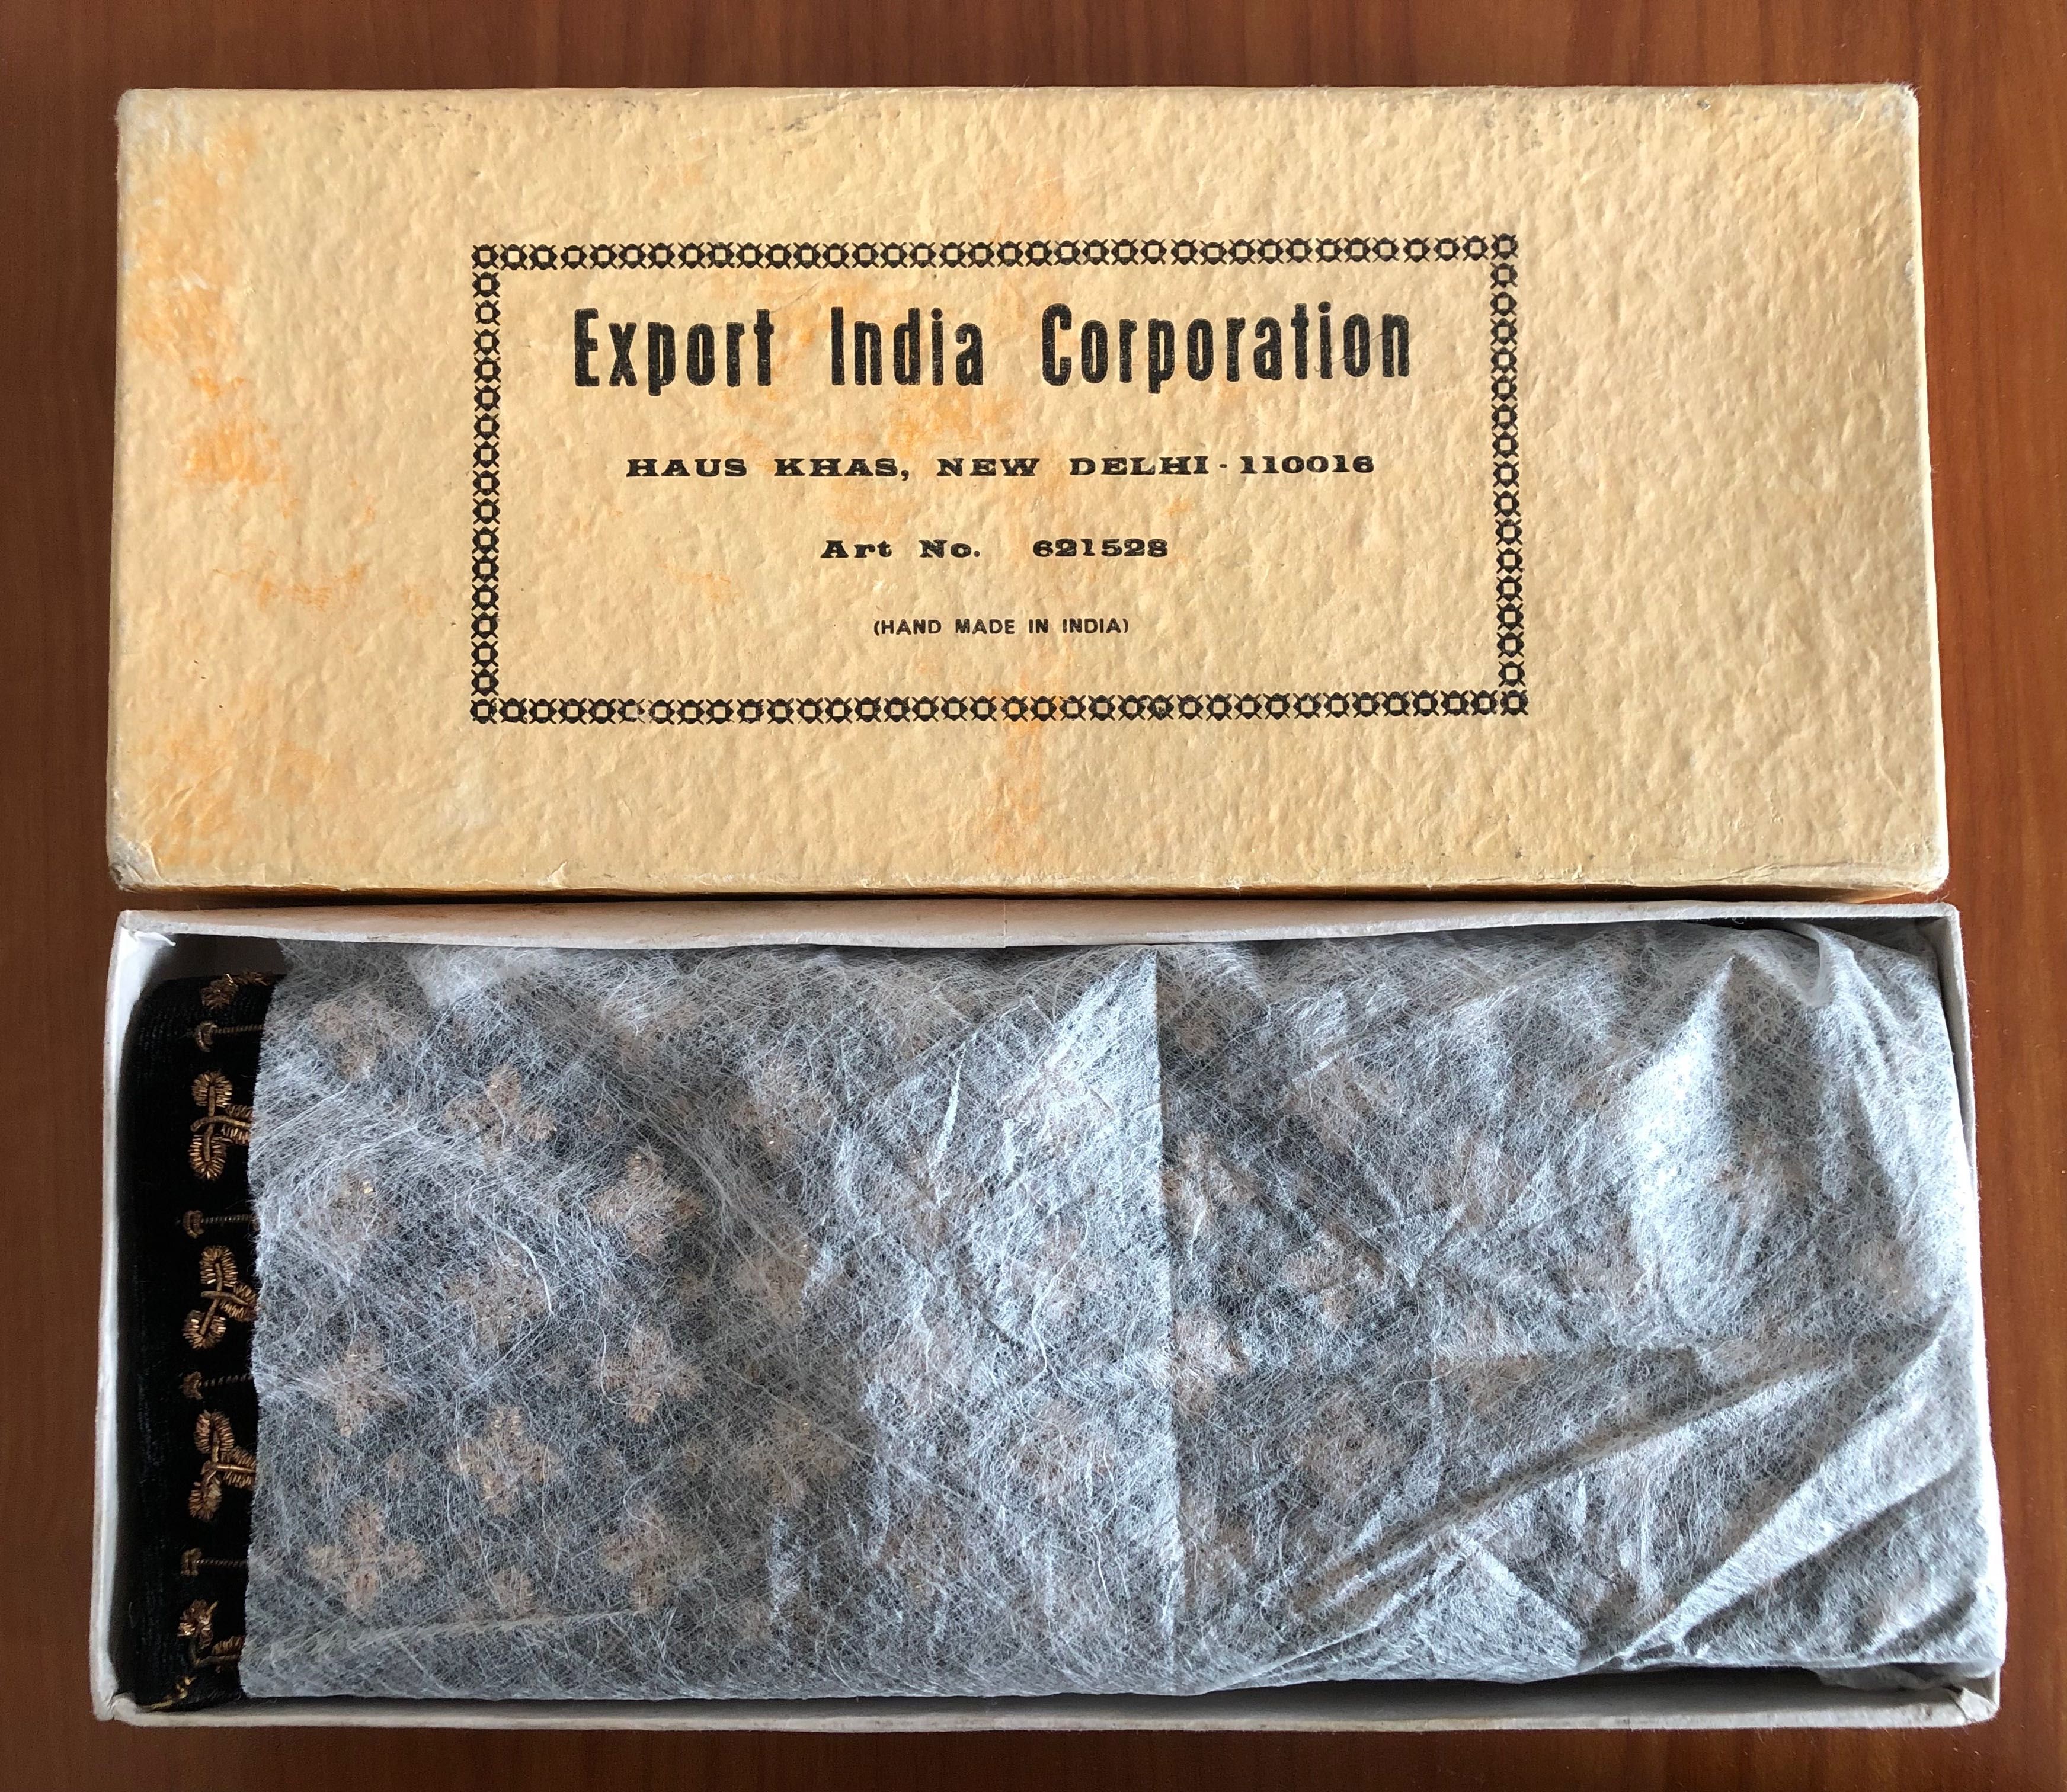 Export India Corporation
HAUS KHAS, NEW DELHI - 110016
Art No. 621528
(HAND MADE IN INDIA)